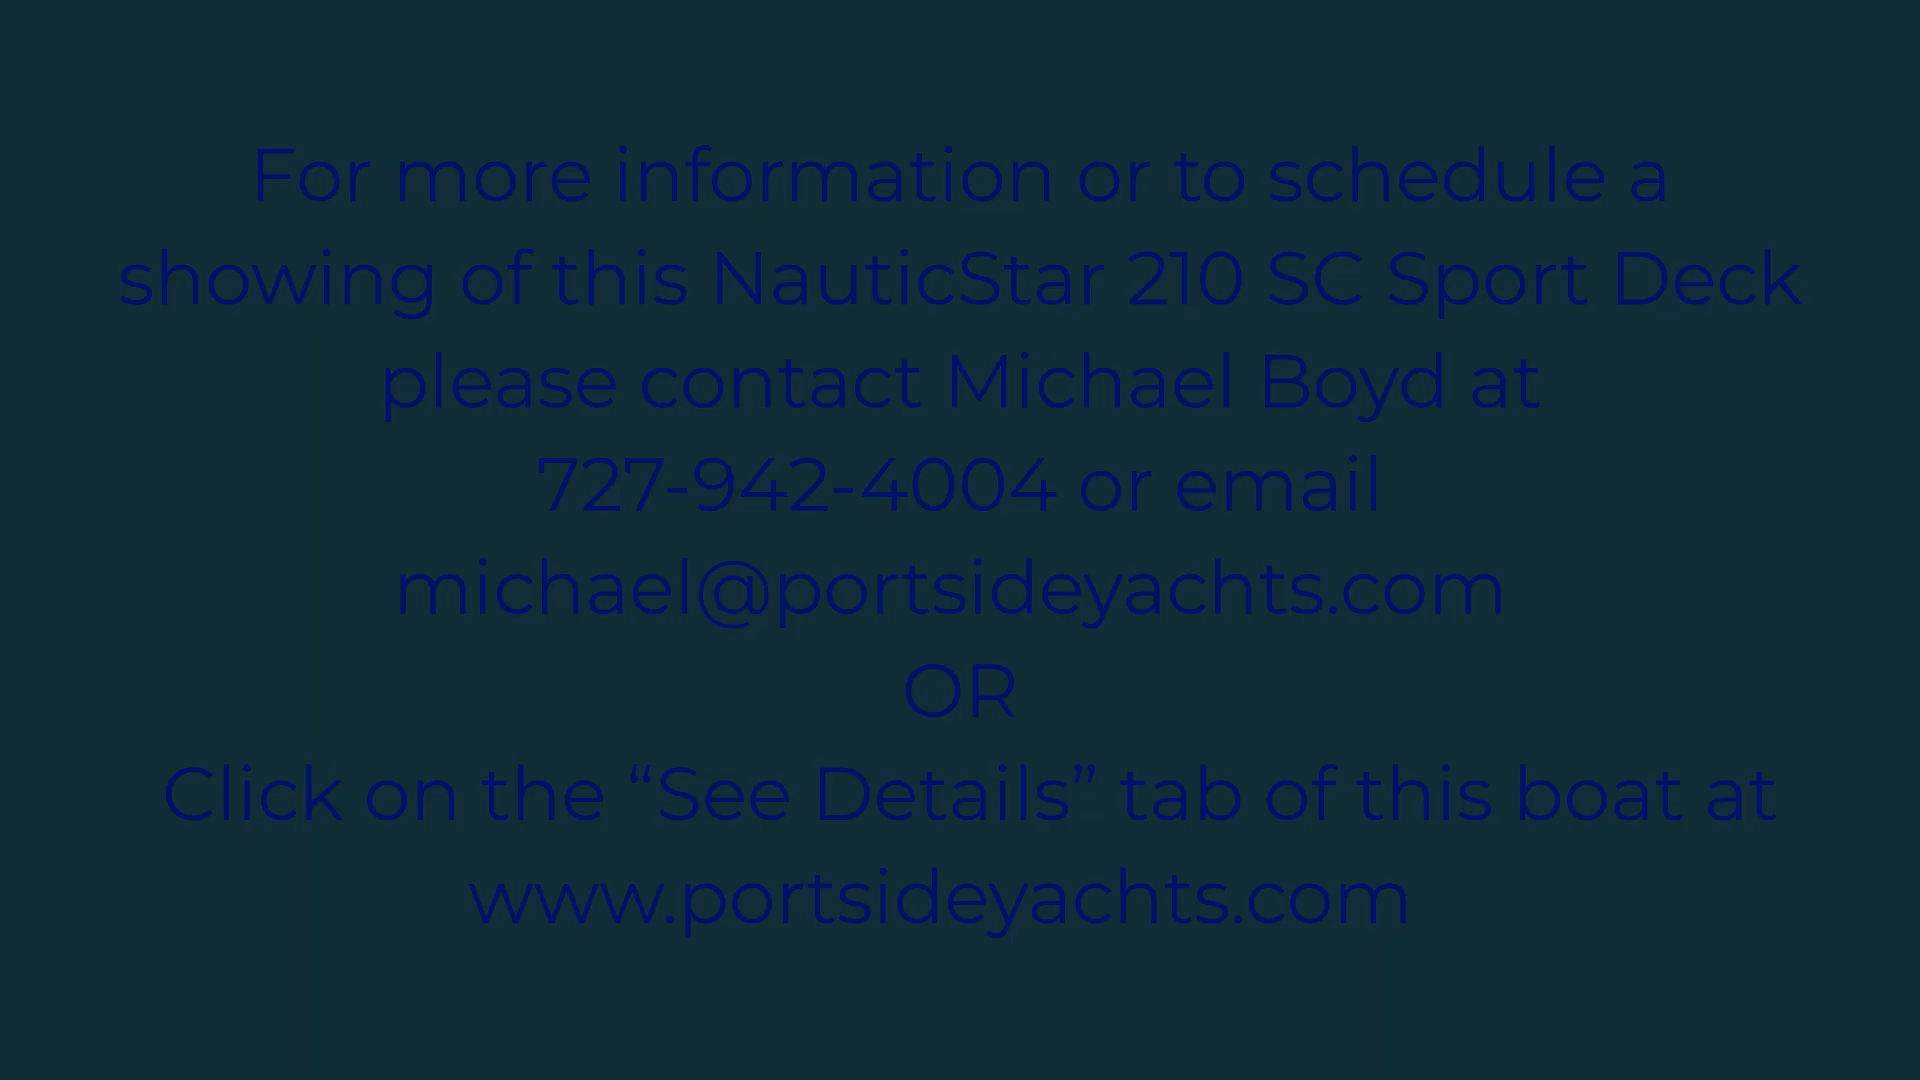 For more information or to schedule a
showing of this NauticStar 210 SC Sport Deck
please contact Michael Boyd at
727-942-4004 or email
michael@portsideyachts.com
OR
Click on the “See Details” tab of this boat at
www.portsideyachts.com